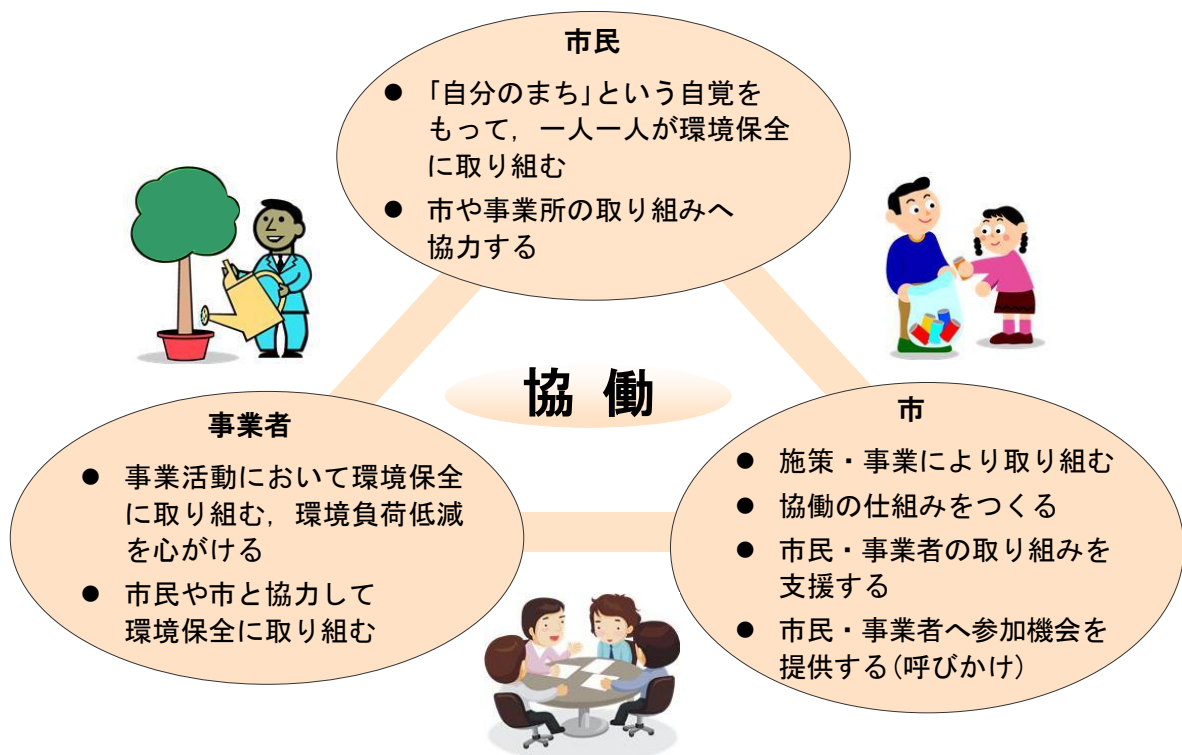 市民
● 「自分のまち」という自覚を
もって，一人一人が環境保全
に取り組む
● 市や事業所の取り組みへ
協力する
協 働
事業者
● 事業活動において環境保全
に取り組む，環境負荷低減
を心がける
● 市民や市と協力して
環境保全に取り組む
市
● 施策・事業により取り組む
● 協働の仕組みをつくる
● 市民・事業者の取り組みを
支援する
● 市民・事業者へ参加機会を
提供する(呼びかけ)